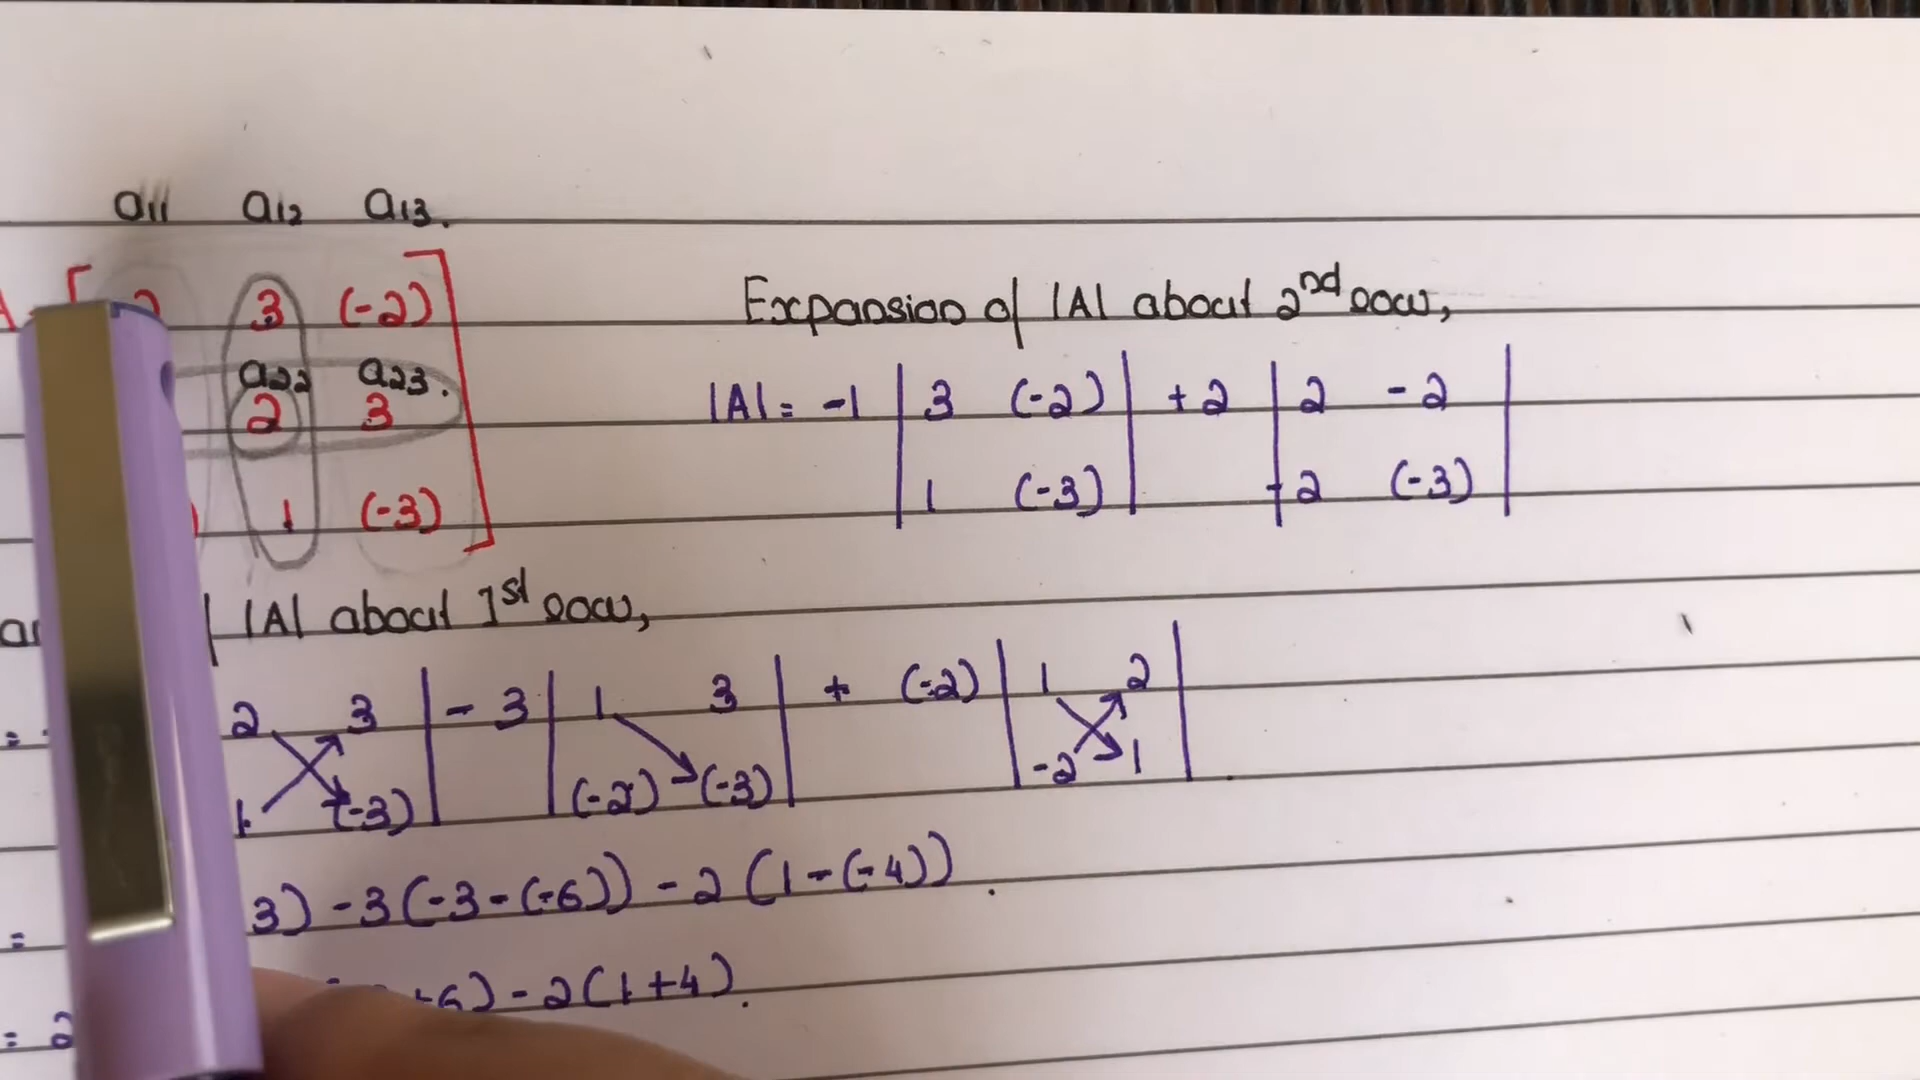 a11 a12 a13.
3 (-2)
a22 a23.
2 3
1 (-3)
Expansion of |A| about 2nd row,
|A| = -1 | 3 (-2) | + 2 | 2 -2 |
| 1 (-3) | | -2 (-3) |
|A| about 1st row,
= 2 3 | - 3 | 1 3 | + (-2) | 1 2 |
1 (-3) | | (-2) (-3) | | -2 1 |
= 3) - 3(-3-(-6)) - 2(1-(-4)).
= 2 +6) - 2(1+4).